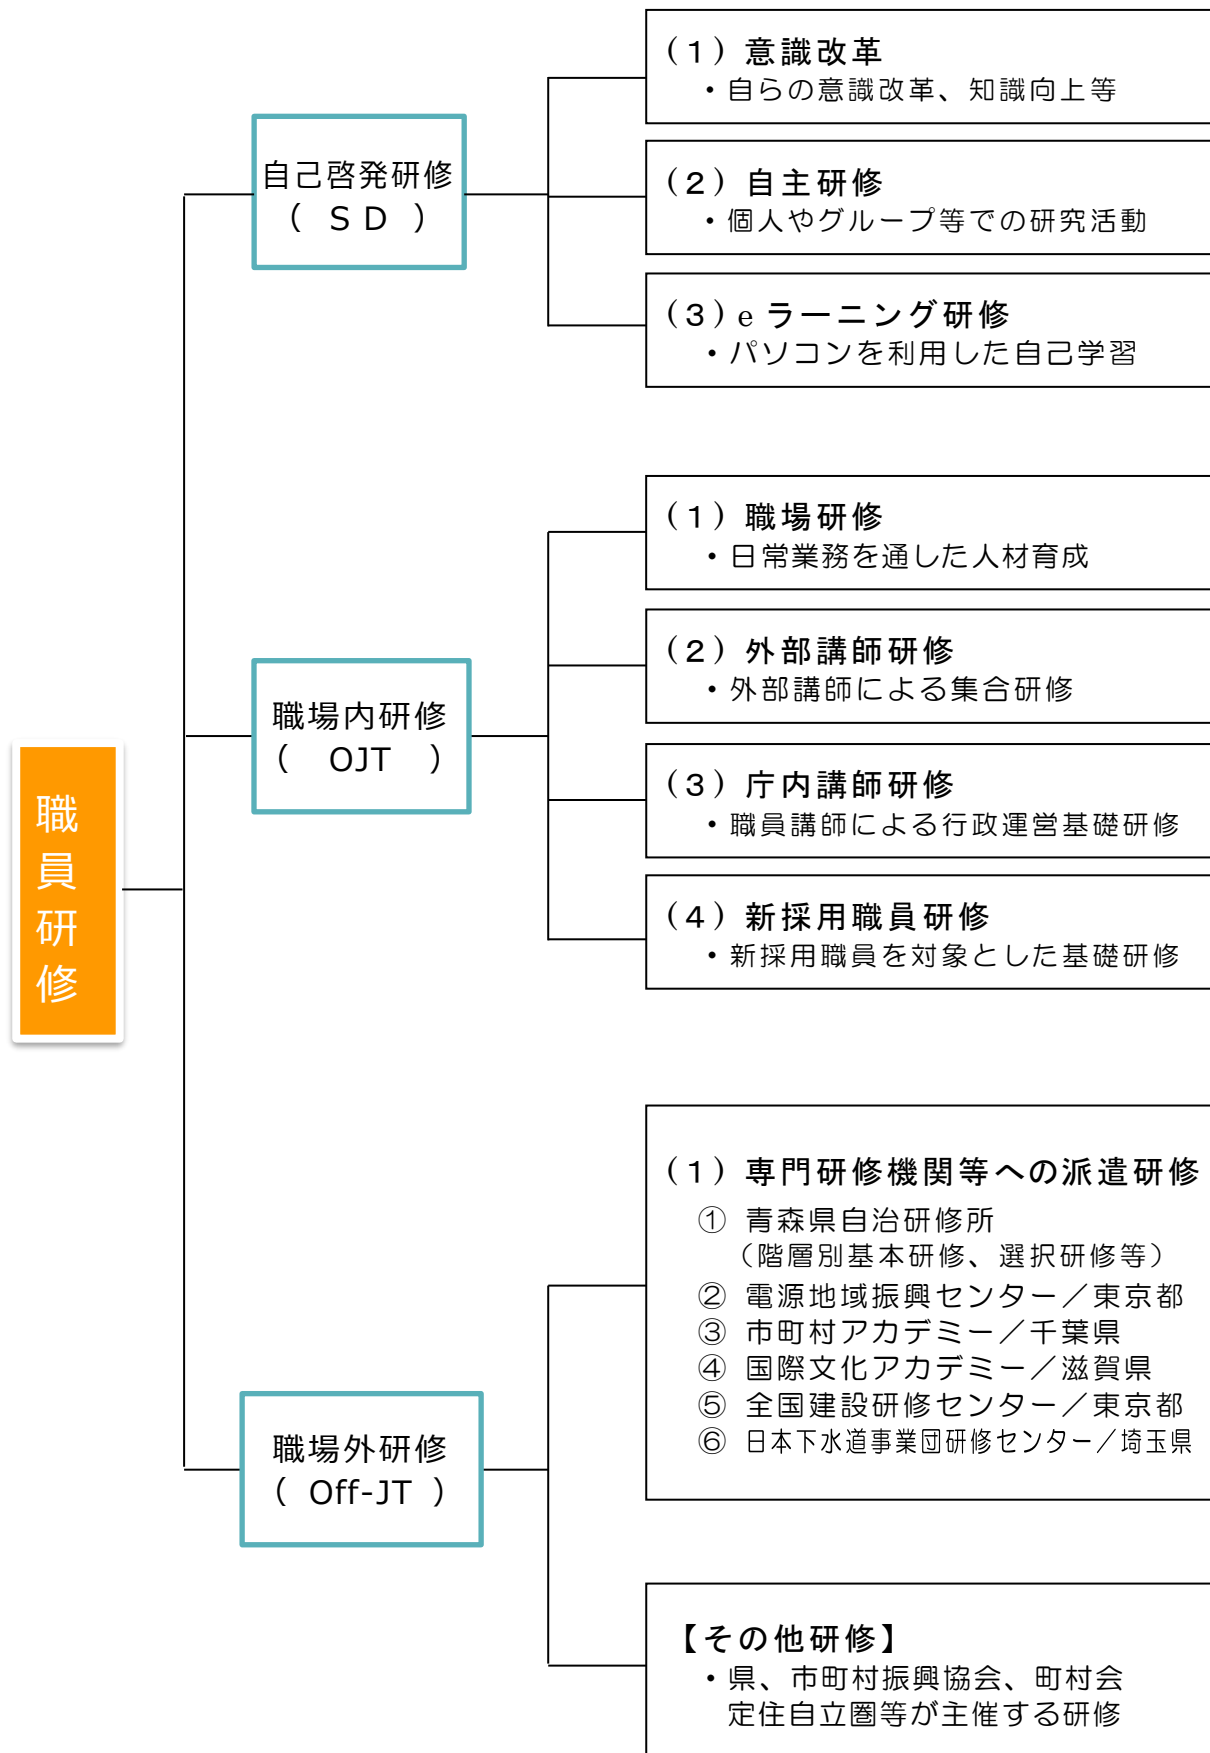 職員研修
自己啓発研修
（ ＳＤ ）
（１）意識改革
・自らの意識改革、知識向上等
（２）自主研修
・個人やグループ等での研究活動
（３）e ラーニング研修
・パソコンを利用した自己学習
職場内研修
（ OJT ）
（１）職場研修
・日常業務を通した人材育成
（２）外部講師研修
・外部講師による集合研修
（３）庁内講師研修
・職員講師による行政運営基礎研修
（４）新採用職員研修
・新採用職員を対象とした基礎研修
職場外研修
（ Off-JT ）
（１）専門研修機関等への派遣研修
① 青森県自治研修所
（階層別基本研修、選択研修等）
② 電源地域振興センター／東京都
③ 市町村アカデミー／千葉県
④ 国際文化アカデミー／滋賀県
⑤ 全国建設研修センター／東京都
⑥ 日本下水道事業団研修センター／埼玉県
【その他研修】
・県、市町村振興協会、町村会
定住自立圏等が主催する研修